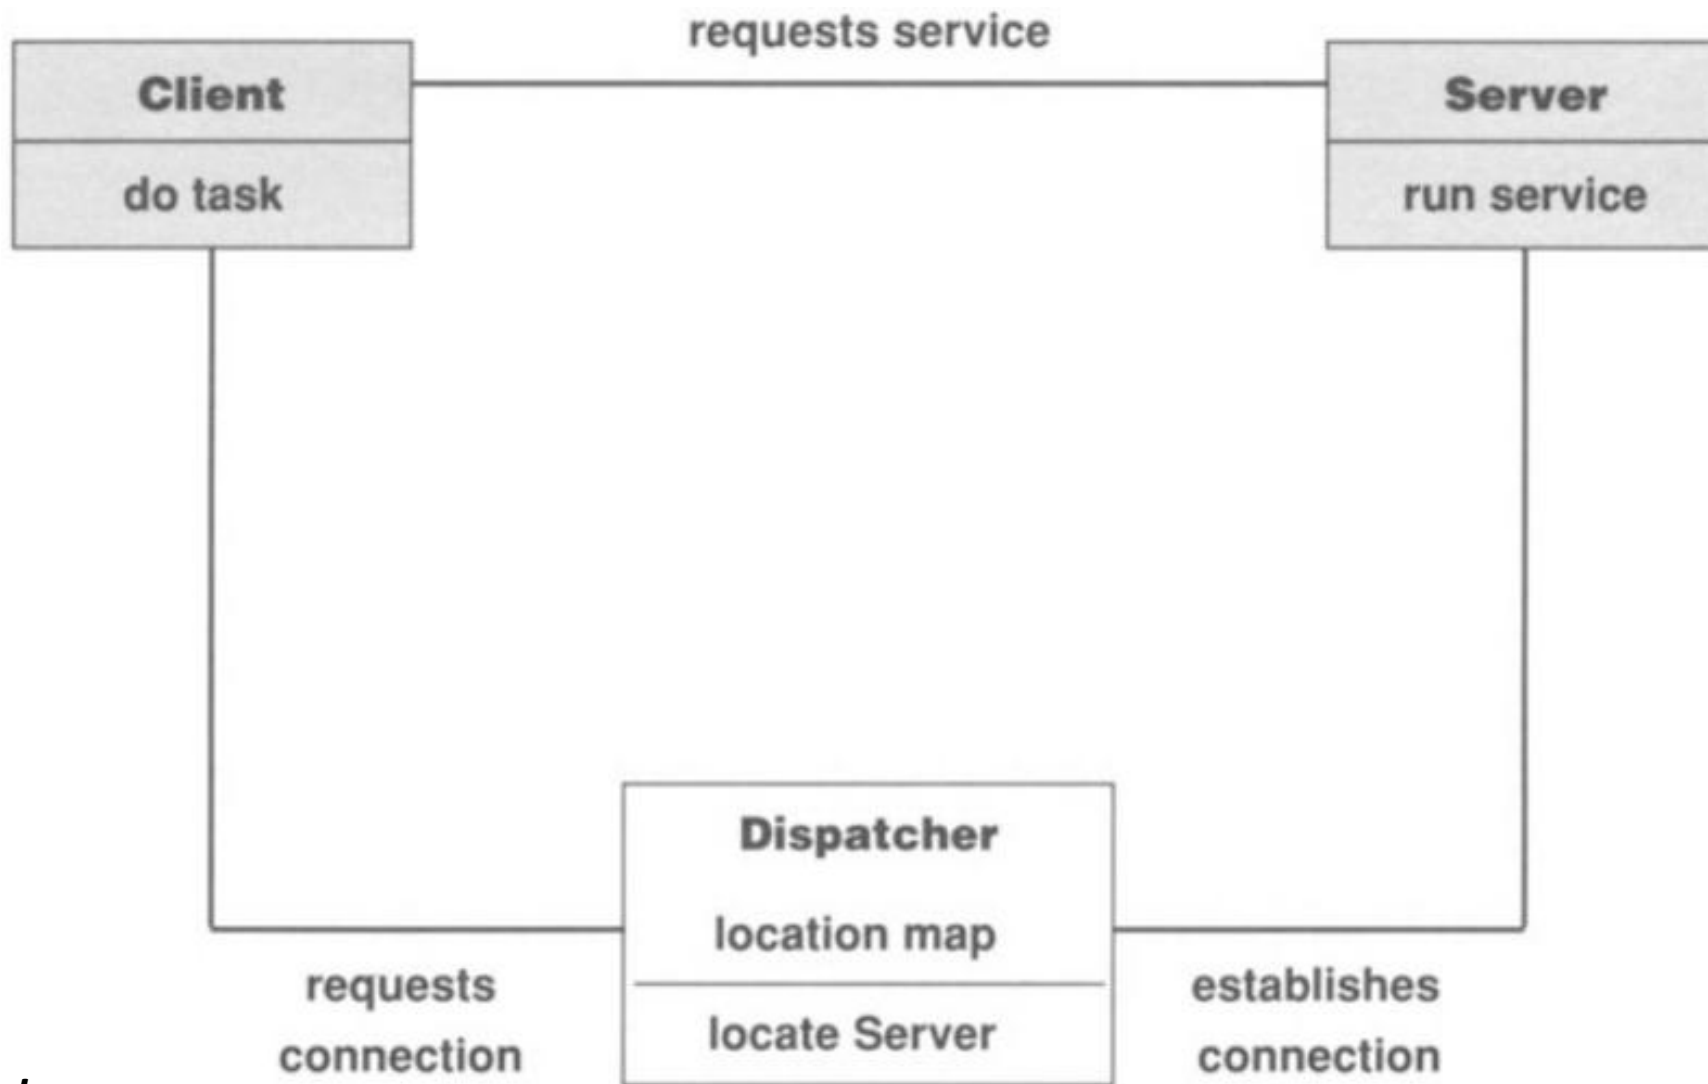 requests service
Client
Server
do task
run service
Dispatcher
location map
locate Server
requests
connection
establishes
connection